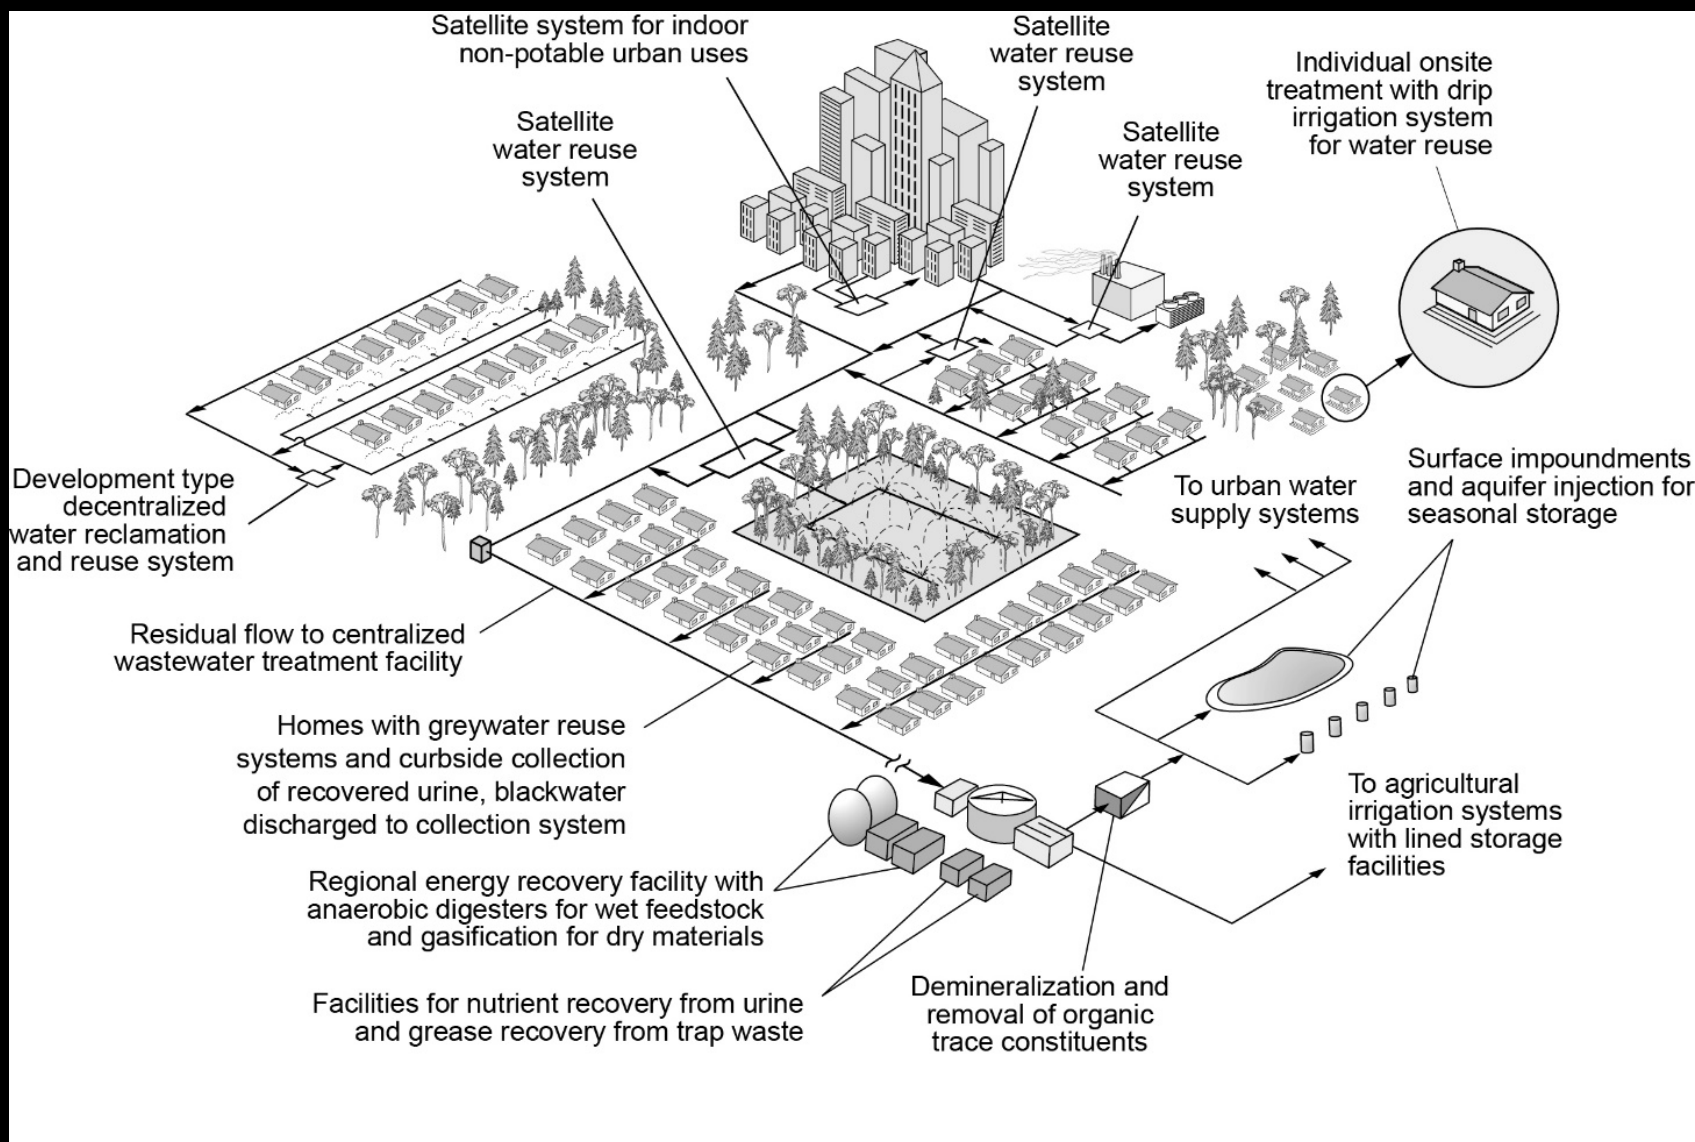 Satellite system for indoor
non-potable urban uses
Satellite
water reuse
system
Individual onsite
treatment with drip
irrigation system
for water reuse
Satellite
water reuse
system
Satellite
water reuse
system
Development type
decentralized
water reclamation
and reuse system
To urban water
supply systems
Surface impoundments
and aquifer injection for
seasonal storage
Residual flow to centralized
wastewater treatment facility
Homes with greywater reuse
systems and curbside collection
of recovered urine, blackwater
discharged to collection system
To agricultural
irrigation systems
with lined storage
facilities
Regional energy recovery facility with
anaerobic digesters for wet feedstock
and gasification for dry materials
Facilities for nutrient recovery from urine
and grease recovery from trap waste
Demineralization and
removal of organic
trace constituents